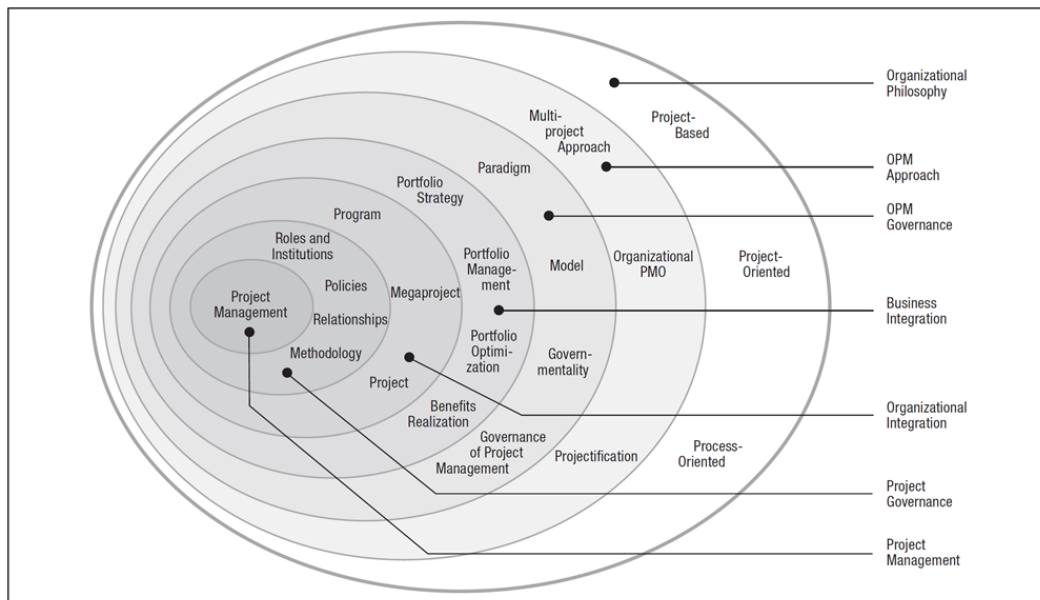 Organizational
Philosophy
Multi-
project
Approach
Project-
Based
Paradigm
OPM
Approach
Portfolio
Strategy
Program
OPM
Governance
Roles and
Institutions
Portfolio
Manage-
ment
Model
Organizational
PMO
Project-
Oriented
Policies
Megaproject
Project
Management
Relationships
Business
Integration
Portfolio
Optimi-
zation
Methodology
Govern-
mentality
Project
Benefits
Realization
Organizational
Integration
Governance
of Project
Management
Projectification
Process-
Oriented
Project
Governance
Project
Management